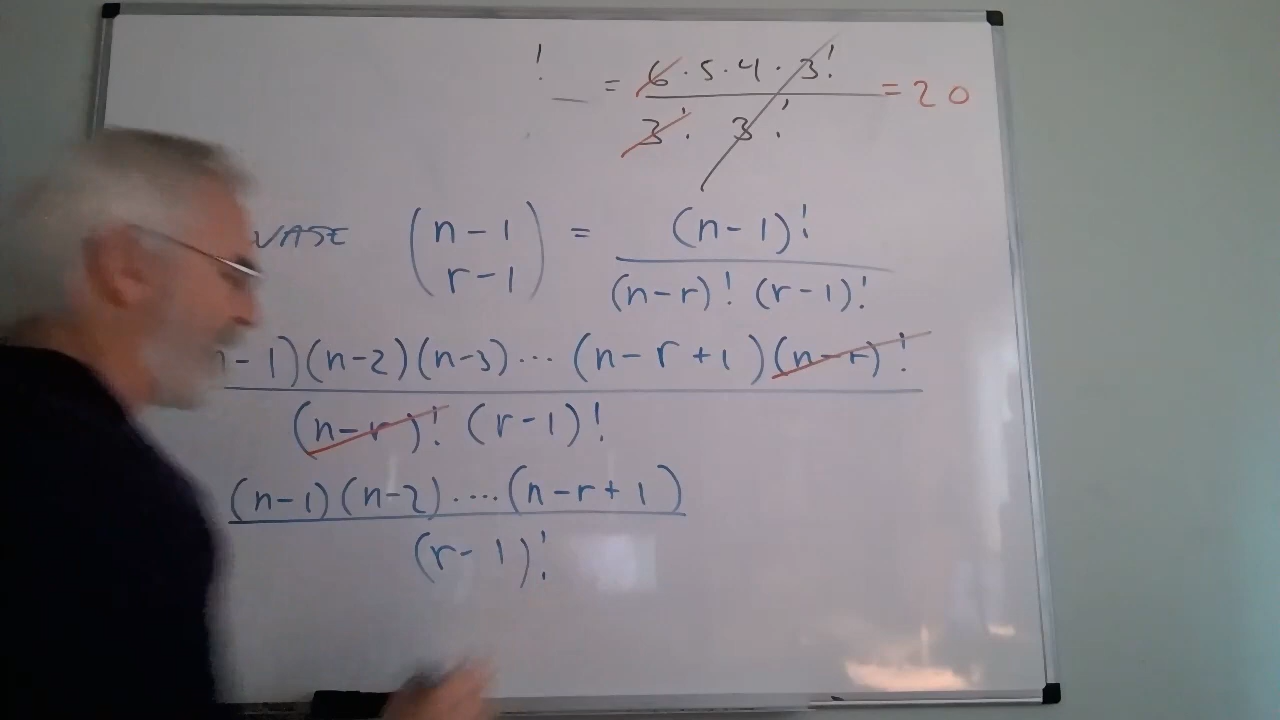 ! = 6 · 5 · 4 · 3! / 3! 3! = 20
(n-1 r-1) = (n-1)! / (n-r)! (r-1)!
n-1)(n-2)(n-3)... (n-r+1)(n-r)! / (n-r)! (r-1)!
(n-1)(n-2)....(n-r+1) / (r-1)!